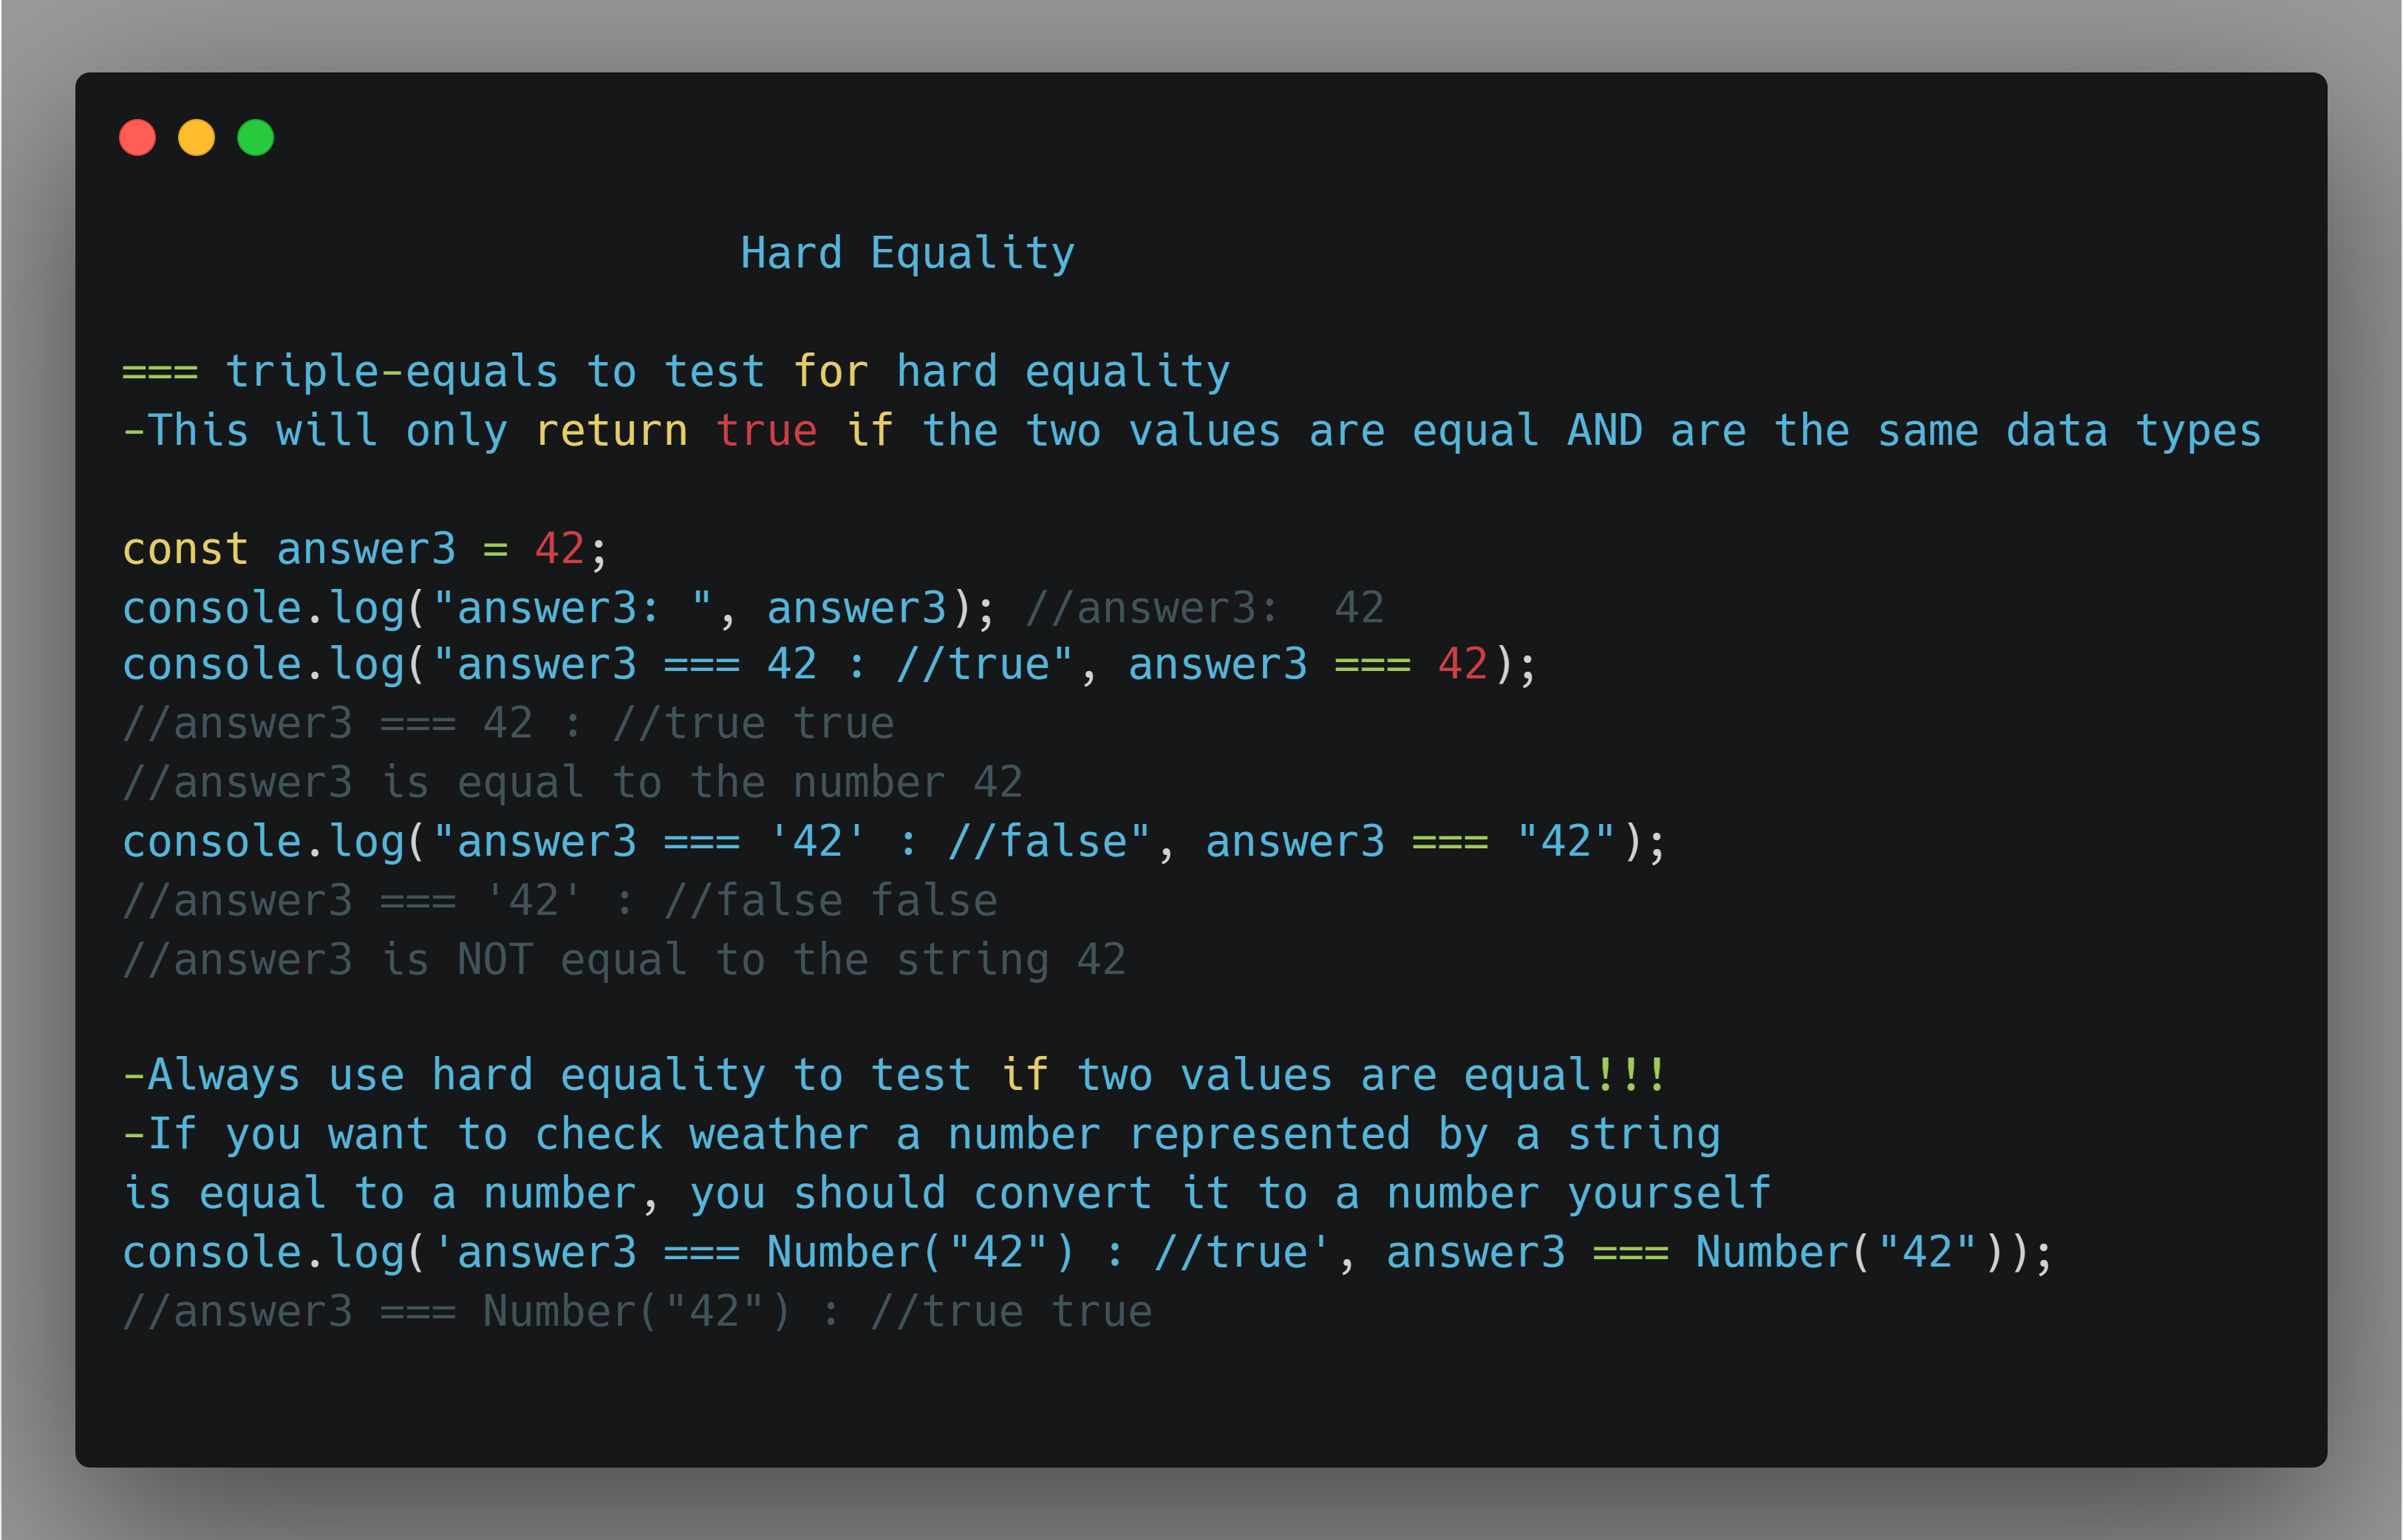 Hard Equality
=== triple-equals to test for hard equality
-This will only return true if the two values are equal AND are the same data types
const answer3 = 42;
console.log("answer3: ", answer3); //answer3:  42
console.log("answer3 === 42 : //true", answer3 === 42);
//answer3 === 42 : //true true
//answer3 is equal to the number 42
console.log("answer3 === '42' : //false", answer3 === "42");
//answer3 === '42' : //false false
//answer3 is NOT equal to the string 42
-Always use hard equality to test if two values are equal!!!
-If you want to check weather a number represented by a string
is equal to a number, you should convert it to a number yourself
console.log('answer3 === Number("42") : //true', answer3 === Number("42"));
//answer3 === Number("42") : //true true